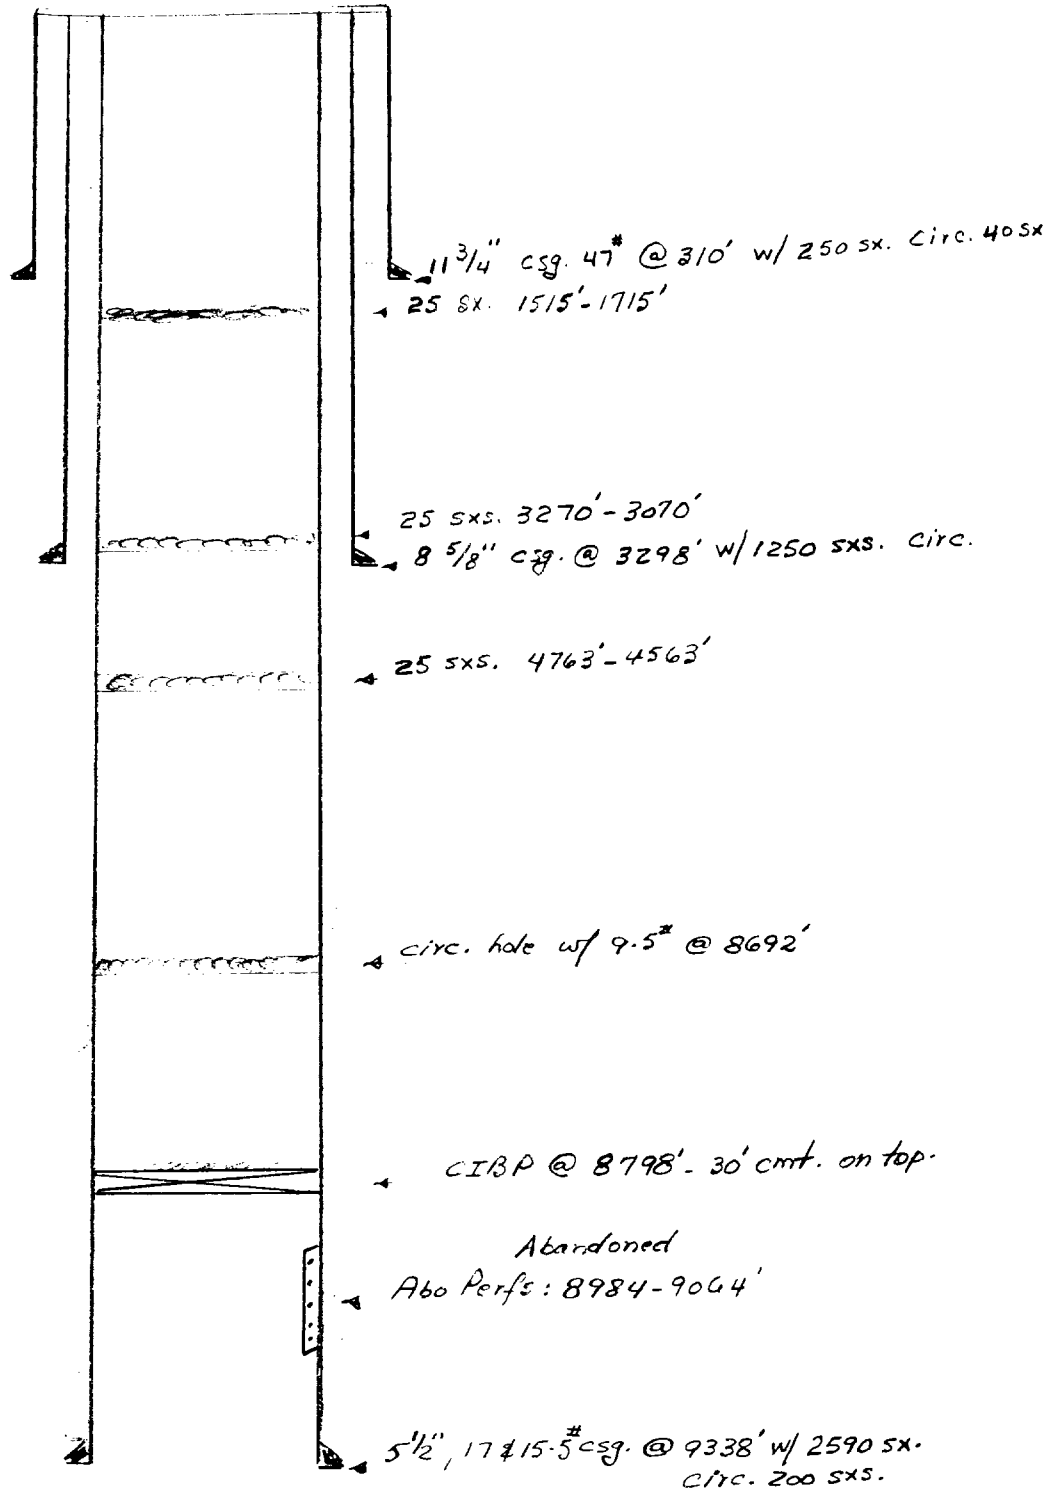 11 3/4" csg. 47# @ 310' w/ 250 sx. Circ. 40 sx
25 sx. 1515'-1715'
25 sxs. 3270'-3070'
8 5/8" csg. @ 3298' w/1250 sxs. Circ.
25 sxs. 4763'-4563'
circ. hole w/ 9.5# @ 8692'
CIBP @ 8798'- 30' cmt. on top.
Abandoned
Abo Perfs: 8984-9064'
5 1/2", 17 & 15.5# csg. @ 9338' w/ 2590 sx.
circ. 200 sxs.